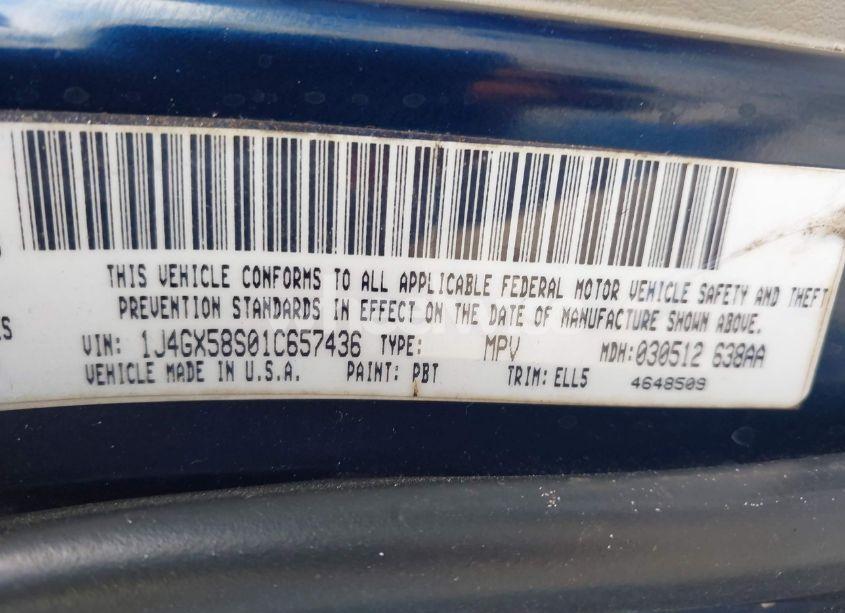 THIS VEHICLE CONFORMS TO ALL APPLICABLE FEDERAL MOTOR VEHICLE SAFETY AND THEFT
PREVENTION STANDARDS IN EFFECT ON THE DATE OF MANUFACTURE SHOWN ABOVE.
VIN: 1J4GX58S01C657436 TYPE: MPV MDH:030512 638AA
VEHICLE MADE IN U.S.A. PAINT: PBT TRIM: ELL5 4648509